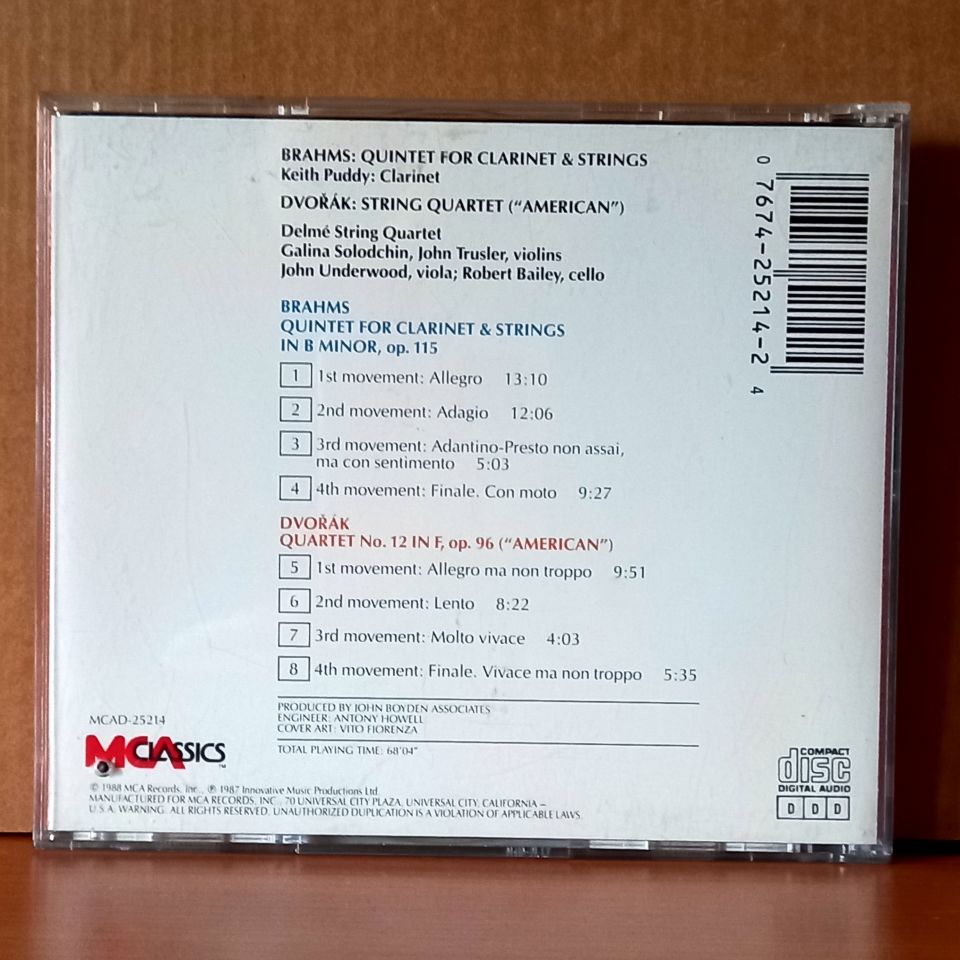 BRAHMS: QUINTET FOR CLARINET & STRINGS
Keith Puddy: Clarinet
DVOŘÁK: STRING QUARTET (“AMERICAN”)
Delmé String Quartet
Galina Solodchin, John Trusler, violins
John Underwood, viola; Robert Bailey, cello
BRAHMS
QUINTET FOR CLARINET & STRINGS
IN B MINOR, op. 115
1 1st movement: Allegro 13:10
2 2nd movement: Adagio 12:06
3 3rd movement: Adantino-Presto non assai,
ma con sentimento 5:03
4 4th movement: Finale. Con moto 9:27
DVOŘÁK
QUARTET No. 12 IN F, op. 96 (“AMERICAN”)
5 1st movement: Allegro ma non troppo 9:51
6 2nd movement: Lento 8:22
7 3rd movement: Molto vivace 4:03
8 4th movement: Finale. Vivace ma non troppo 5:35
PRODUCED BY JOHN BOYDEN ASSOCIATES
ENGINEER: ANTONY HOWELL
COVER ART: VITO FIORENZA
TOTAL PLAYING TIME: 68'04"
0 7674-25214-2 4
MCAD-25214
MCA CLASSICS™
© 1988 MCA Records, Inc., ℗ 1987 Innovative Music Productions Ltd.
MANUFACTURED FOR MCA RECORDS, INC., 70 UNIVERSAL CITY PLAZA, UNIVERSAL CITY, CALIFORNIA –
U.S.A. WARNING: ALL RIGHTS RESERVED. UNAUTHORIZED DUPLICATION IS A VIOLATION OF APPLICABLE LAWS.
COMPACT
disc
DIGITAL AUDIO
D D D